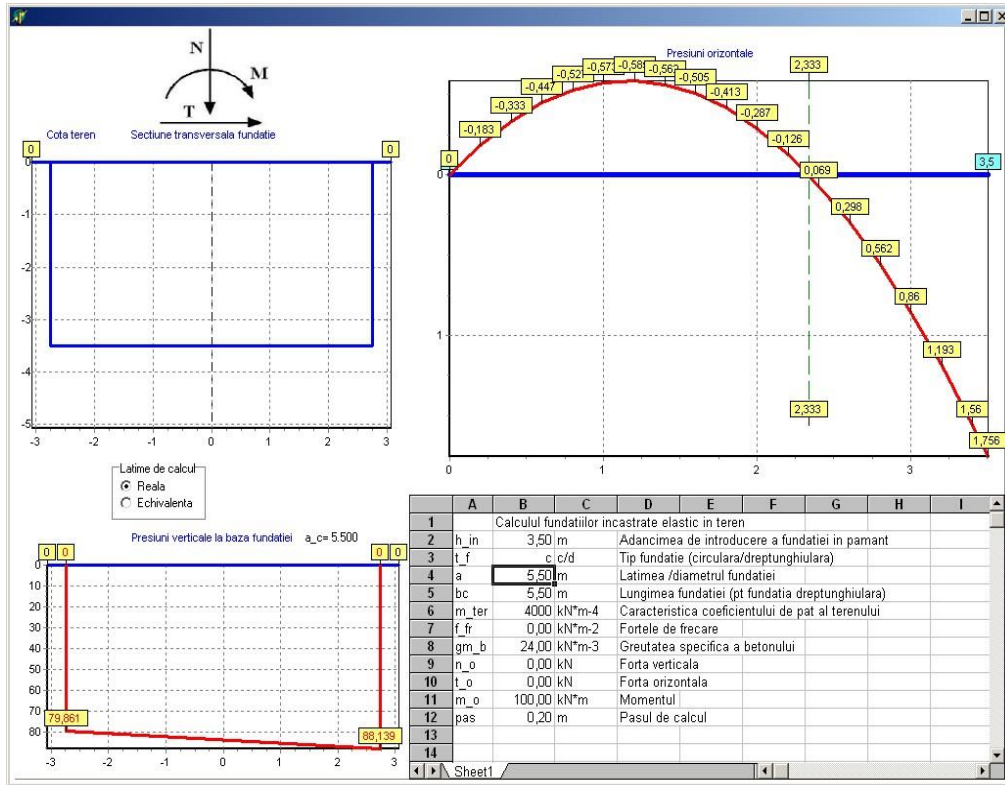 N
M
T
Cota teren
Sectiune transversala fundatie
0
0
0
-1
-2
-3
-4
-5
-3
-2
-1
0
1
2
3
Presiuni orizontale
2,333
-0,183
-0,333
-0,447
-0,505
-0,413
-0,287
-0,126
0
0,069
3,5
0
0,298
0,562
0,86
1
1,193
2,333
1,56
1,756
0
1
2
3
Latime de calcul
Reala
Echivalenta
Presiuni verticale la baza fundatiei a_c= 5.500
0
0
0
0
0
10
20
30
40
50
60
70
80
79,861
88,139
-3
-2
-1
0
1
2
3
A B C D E F G H I
1 Calculul fundatiilor incastrate elastic in teren
2 h_in 3,50 m Adancimea de introducere a fundatiei in pamant
3 t_f c c/d Tip fundatie (circulara/dreptunghiulara)
4 a 5,50 m Latimea /diametrul fundatiei
5 bc 5,50 m Lungimea fundatiei (pt fundatia dreptunghiulara)
6 m_ter 4000 kN*m-4 Caracteristica coeficientului de pat al terenului
7 f_fr 0,00 kN*m-2 Fortele de frecare
8 gm_b 24,00 kN*m-3 Greutatea specifica a betonului
9 n_o 0,00 kN Forta verticala
10 t_o 0,00 kN Forta orizontala
11 m_o 100,00 kN*m Momentul
12 pas 0,20 m Pasul de calcul
13
14
Sheet1